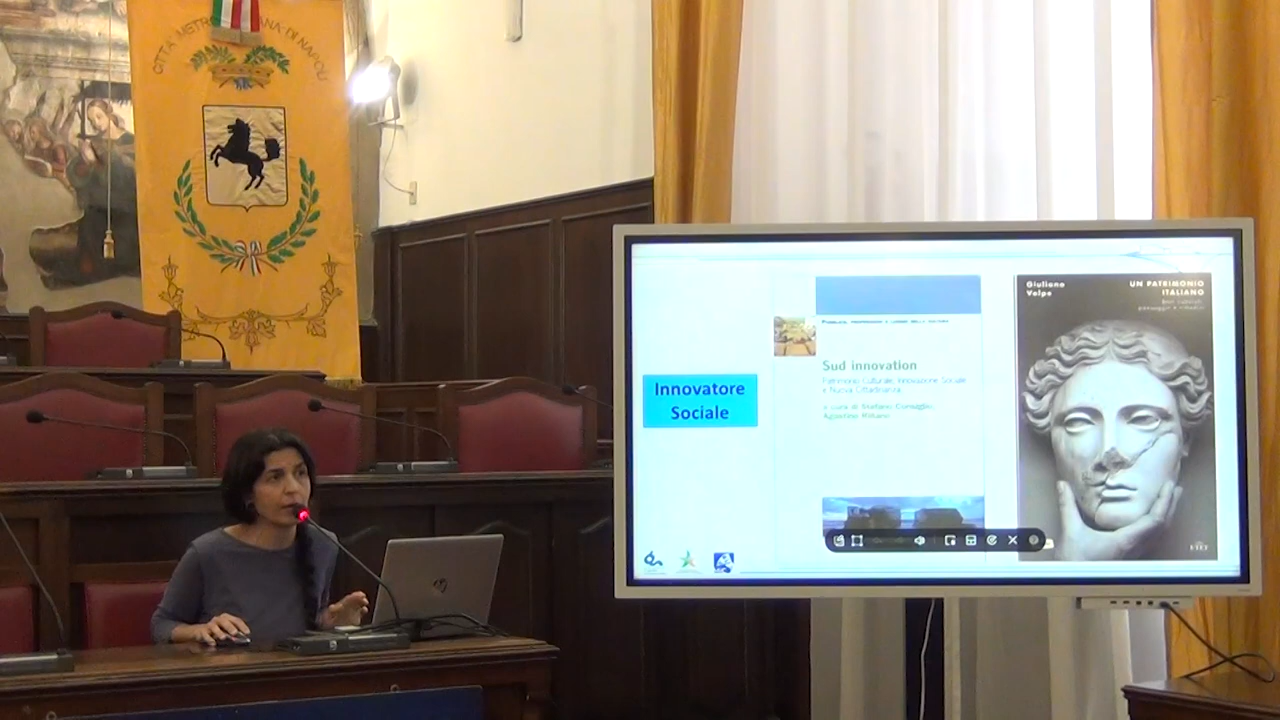 CITTÀ METROPOLITANA DI NAPOLI
Innovatore
Sociale
Sud innovation
Patrimonio Culturale, Innovazione Sociale
e Nuova Cittadinanza
a cura di Stefano Consiglio,
Agostino Riitano
Giuliano
Volpe
UN PATRIMONIO
ITALIANO
beni culturali,
paesaggio e cittadini
UTET